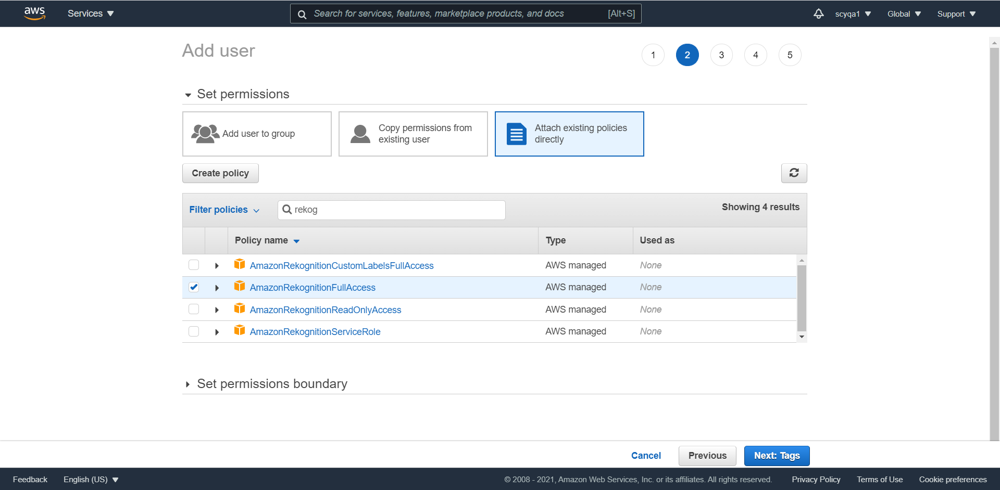 aws
Services
Search for services, features, marketplace products, and docs [Alt+S]
scyqa1
Global
Support
Add user
1 2 3 4 5
Set permissions
Add user to group
Copy permissions from
existing user
Attach existing policies
directly
Create policy
Filter policies
rekog
Showing 4 results
Policy name Type Used as
AmazonRekognitionCustomLabelsFullAccess AWS managed None
AmazonRekognitionFullAccess AWS managed None
AmazonRekognitionReadOnlyAccess AWS managed None
AmazonRekognitionServiceRole AWS managed None
Set permissions boundary
Cancel Previous Next: Tags
Feedback English (US) © 2008 - 2021, Amazon Web Services, Inc. or its affiliates. All rights reserved. Privacy Policy Terms of Use Cookie preferences